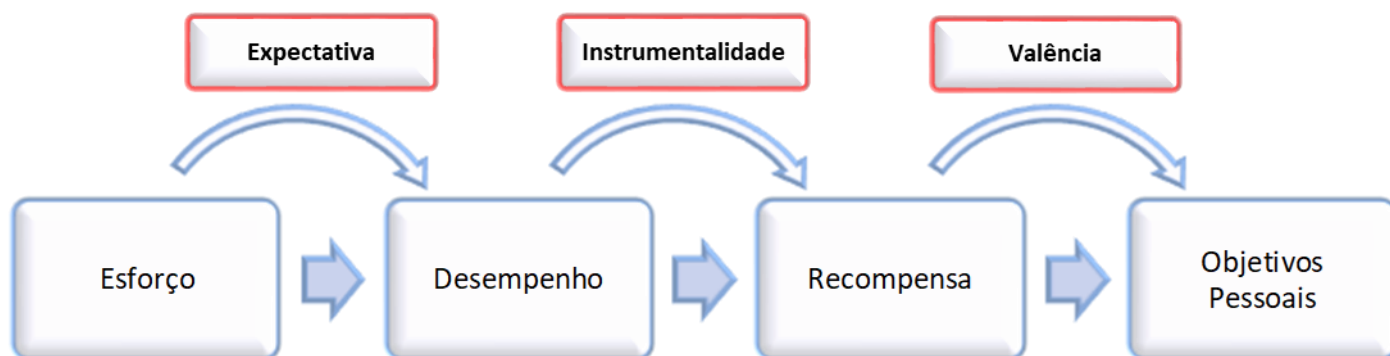 Expectativa
Instrumentalidade
Valência
Esforço
Desempenho
Recompensa
Objetivos
Pessoais